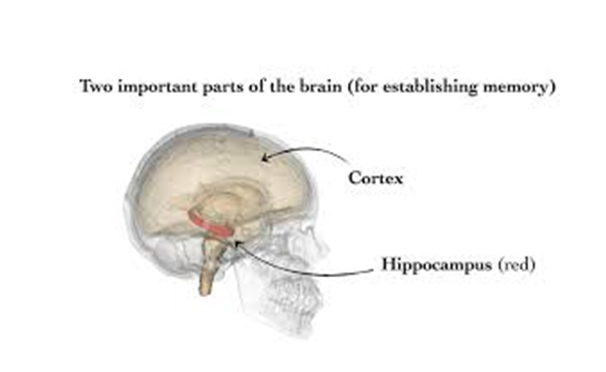 Two important parts of the brain (for establishing memory)
Cortex
Hippocampus (red)